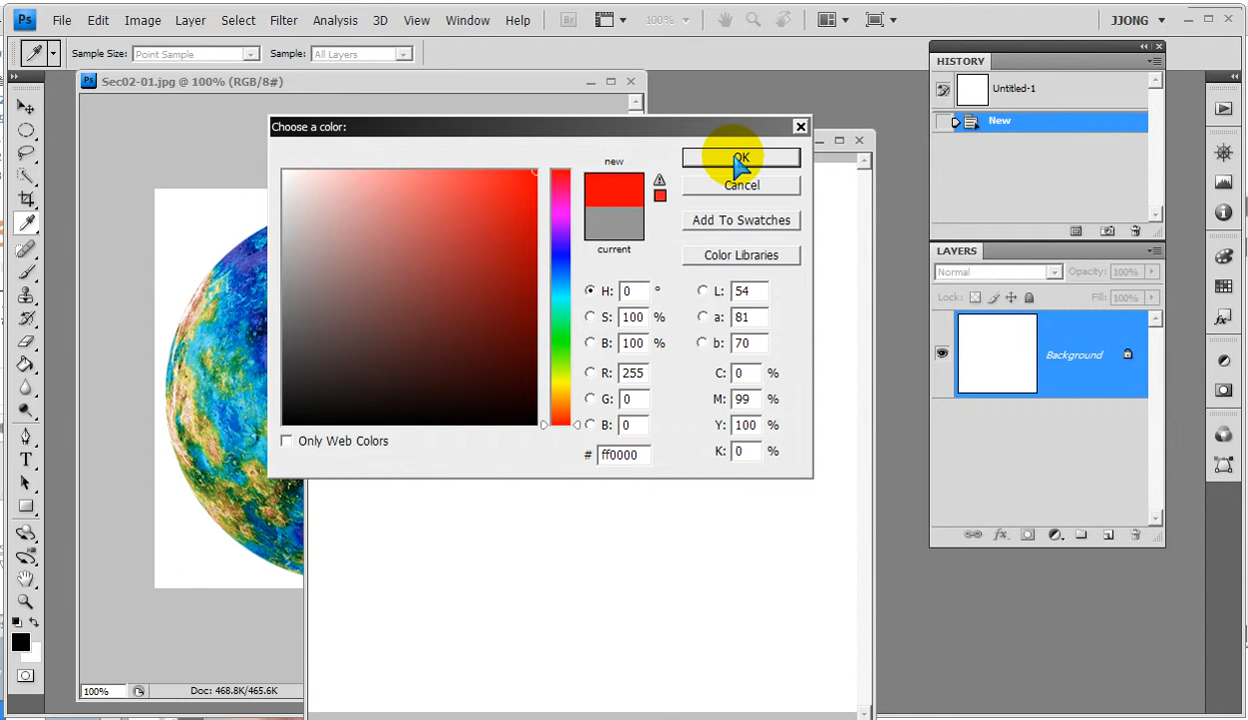 Ps File Edit Image Layer Select Filter Analysis 3D View Window Help Br 100% JJONG
Sample Size: Point Sample Sample: All Layers
Ps Sec02-01.jpg @ 100% (RGB/8#)
HISTORY
Untitled-1
New
Choose a color:
new
current
OK
Cancel
Add To Swatches
Color Libraries
H: 0 ° L: 54
S: 100 % a: 81
B: 100 % b: 70
R: 255 C: 0 %
G: 0 M: 99 %
B: 0 Y: 100 %
# ff0000 K: 0 %
Only Web Colors
LAYERS
Normal Opacity: 100%
Lock: Fill: 100%
Background
T
100% Doc: 468.8K/465.6K